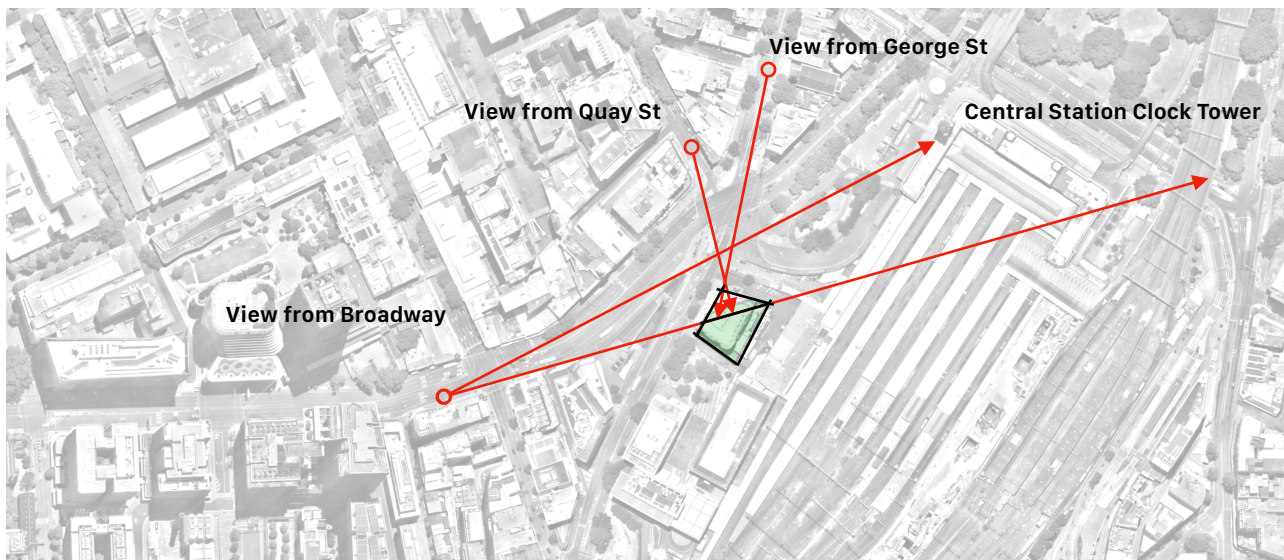 View from George St
View from Quay St
Central Station Clock Tower
View from Broadway